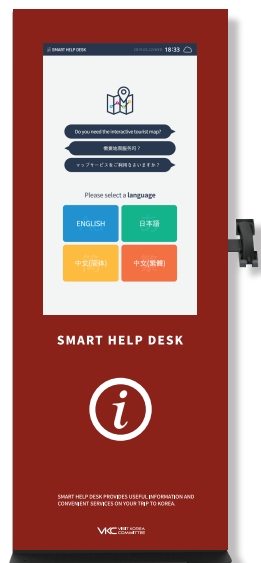 SMART HELP DESK
18:33
Do you need the interactive tourist map?
マップサービスをご利用なさいますか？
Please select a language
ENGLISH
日本語
中文(简体)
中文(繁體)
SMART HELP DESK
i
SMART HELP DESK PROVIDES USEFUL INFORMATION AND
CONVENIENT SERVICES ON YOUR TRIP TO KOREA.
VKC VISIT KOREA
COMMITTEE